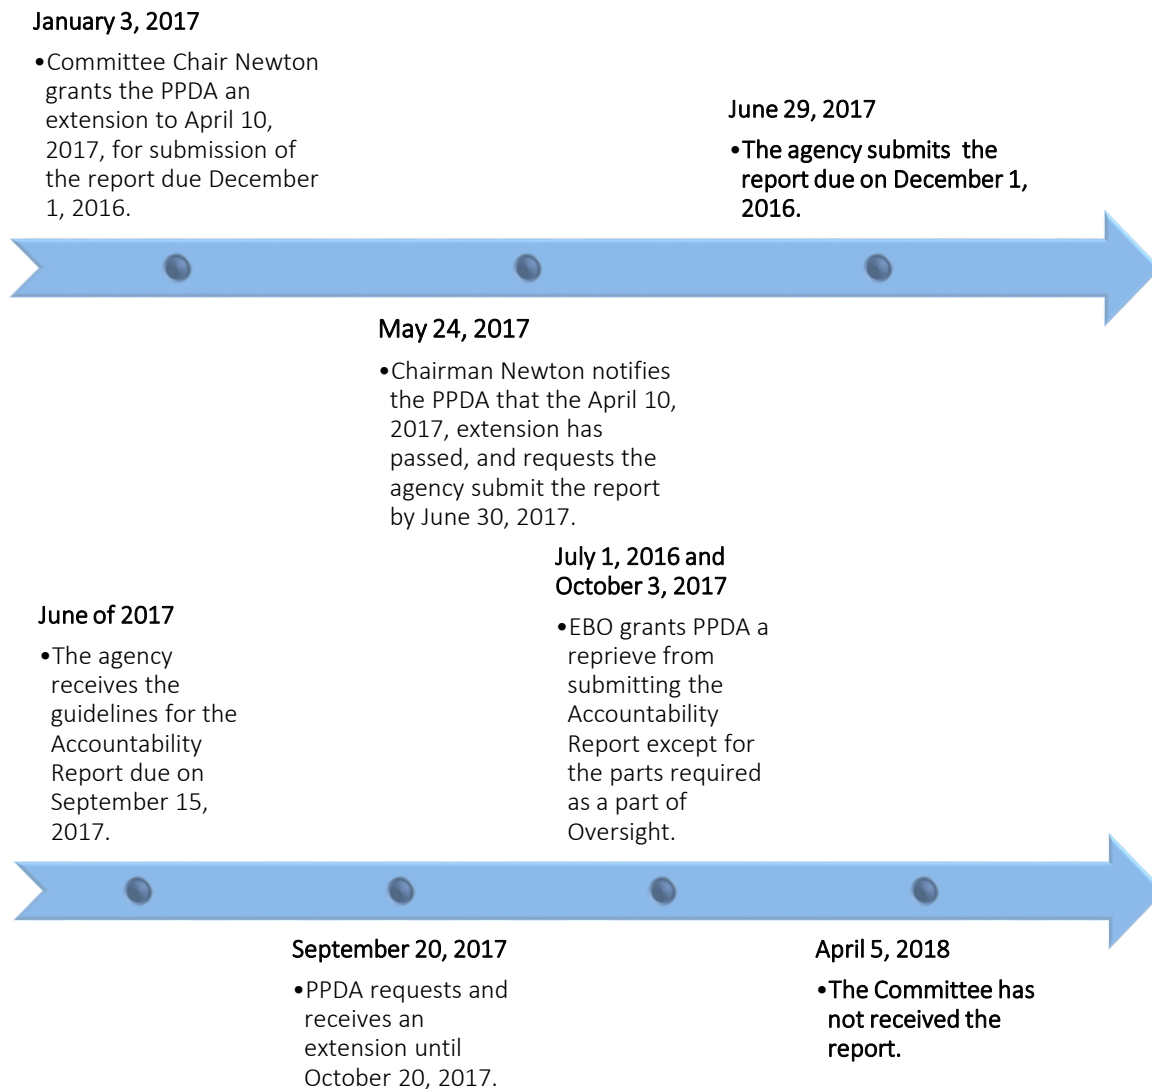 January 3, 2017
•Committee Chair Newton
grants the PPDA an
extension to April 10,
2017, for submission of
the report due December
1, 2016.
June 29, 2017
•The agency submits the
report due on December 1,
2016.
May 24, 2017
•Chairman Newton notifies
the PPDA that the April 10,
2017, extension has
passed, and requests the
agency submit the report
by June 30, 2017.
June of 2017
•The agency
receives the
guidelines for the
Accountability
Report due on
September 15,
2017.
July 1, 2016 and
October 3, 2017
•EBO grants PPDA a
reprieve from
submitting the
Accountability
Report except for
the parts required
as a part of
Oversight.
September 20, 2017
•PPDA requests and
receives an
extension until
October 20, 2017.
April 5, 2018
•The Committee has
not received the
report.